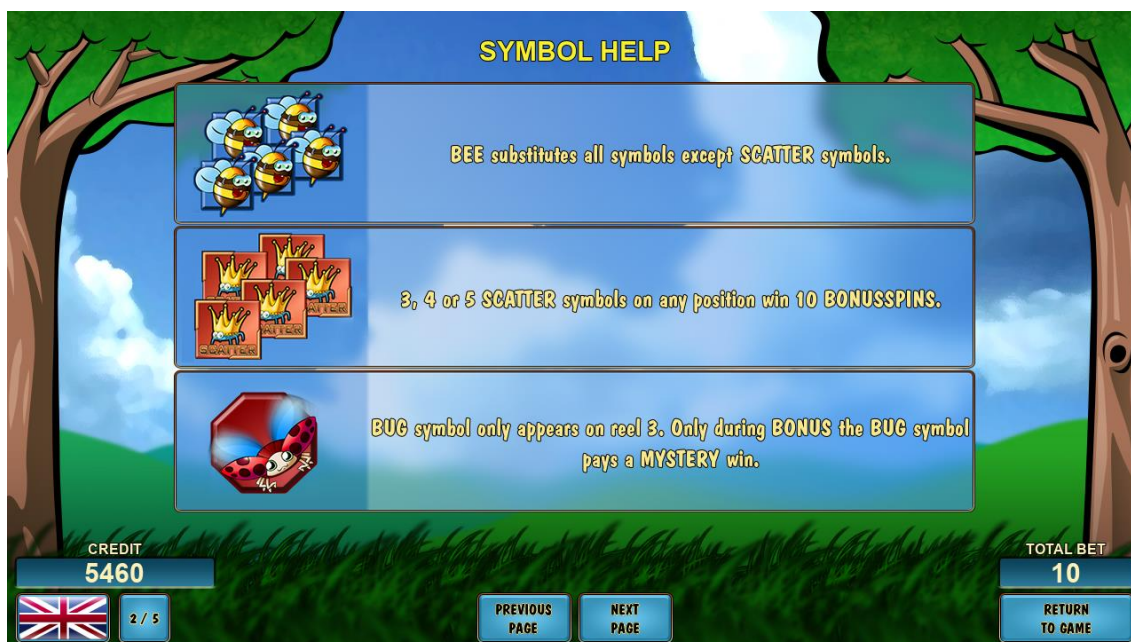 SYMBOL HELP
BEE substitutes all symbols except SCATTER symbols.
3, 4 or 5 SCATTER symbols on any position win 10 BONUSSPINS.
SCATTER
BUG symbol only appears on reel 3. Only during BONUS the BUG symbol
pays a MYSTERY win.
CREDIT
5460
TOTAL BET
10
2 / 5
PREVIOUS
PAGE
NEXT
PAGE
RETURN
TO GAME